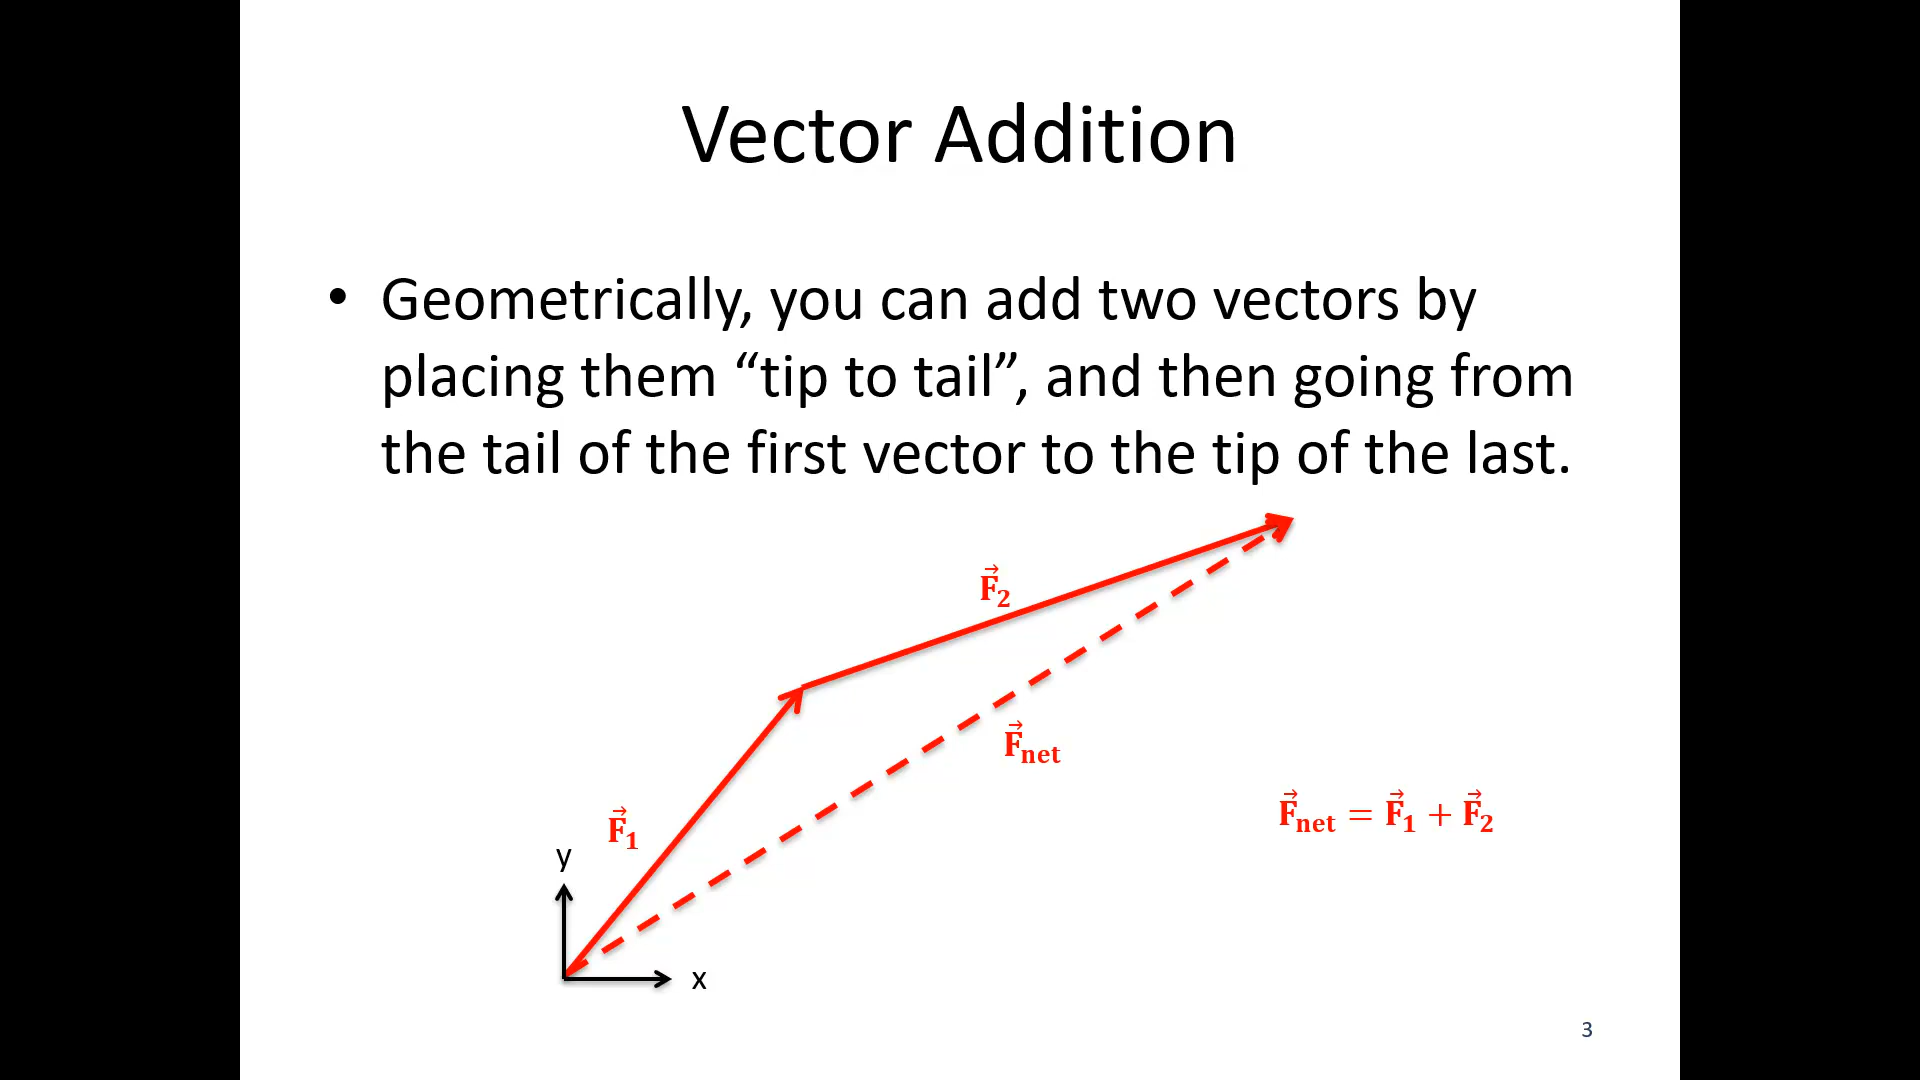 Vector Addition
• Geometrically, you can add two vectors by
placing them “tip to tail”, and then going from
the tail of the first vector to the tip of the last.
F⃗₂
F⃗net
F⃗₁
F⃗net = F⃗₁ + F⃗₂
y
x
3